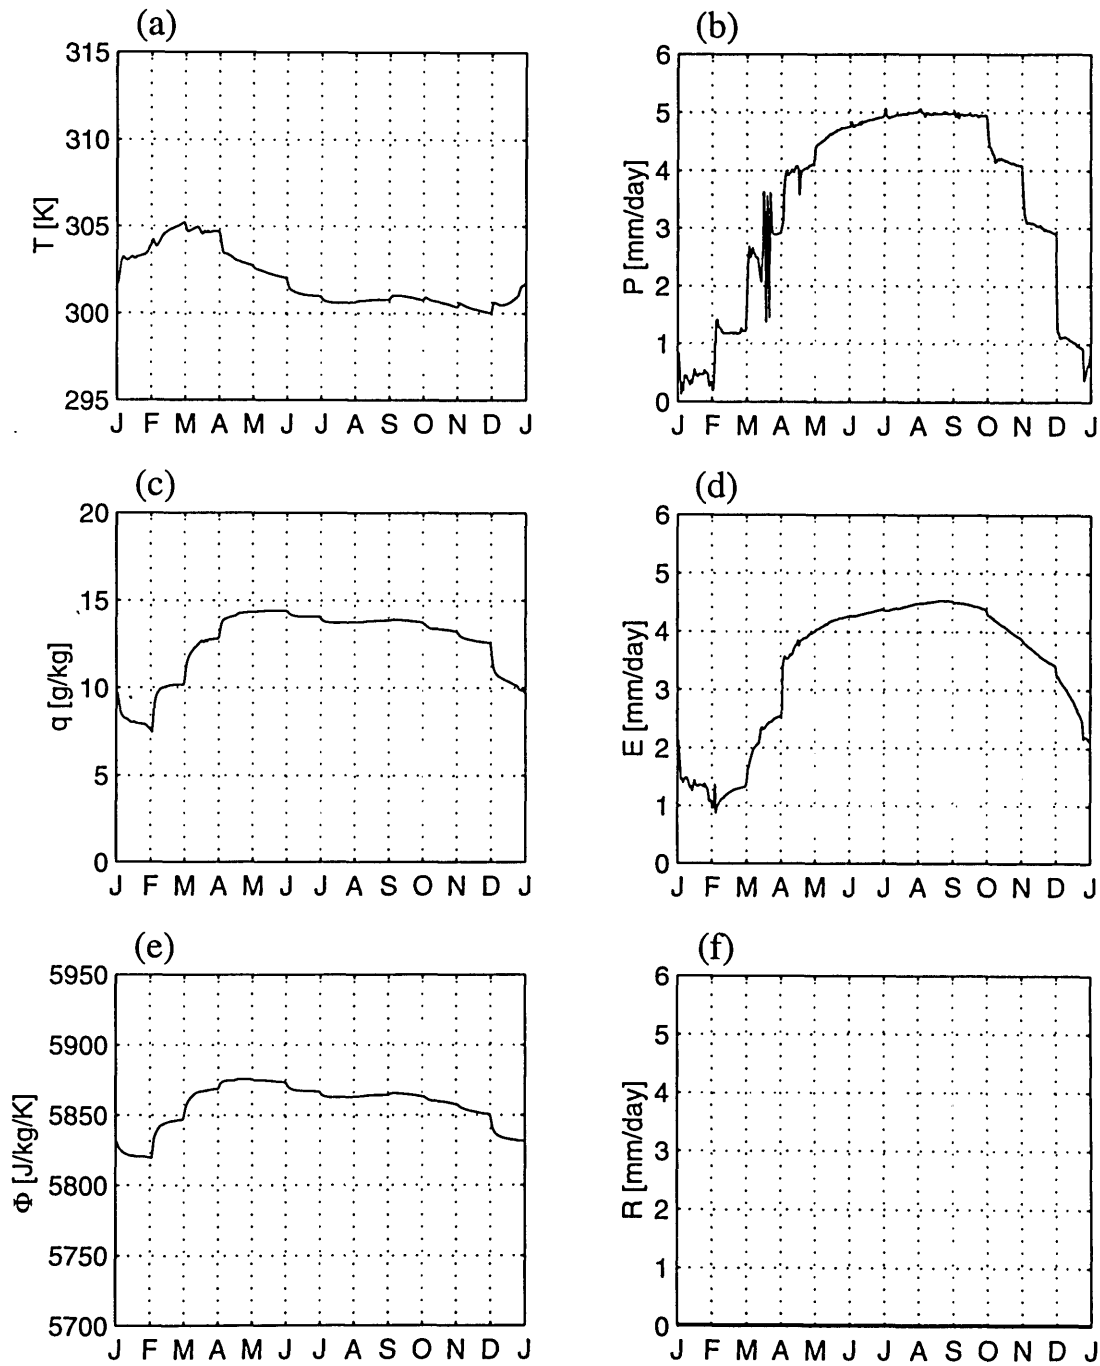 (a)
T [K]
315
310
305
300
295
J F M A M J J A S O N D J
(b)
P [mm/day]
6
5
4
3
2
1
0
J F M A M J J A S O N D J
(c)
q [g/kg]
20
15
10
5
0
J F M A M J J A S O N D J
(d)
E [mm/day]
6
5
4
3
2
1
0
J F M A M J J A S O N D J
(e)
Φ [J/kg/K]
5950
5900
5850
5800
5750
5700
J F M A M J J A S O N D J
(f)
R [mm/day]
6
5
4
3
2
1
0
J F M A M J J A S O N D J